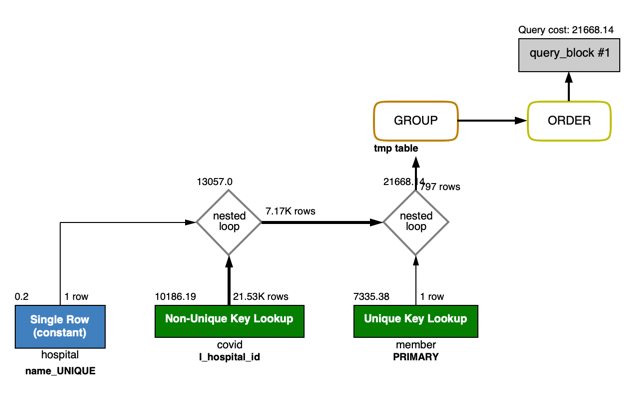 Query cost: 21668.14
query_block #1
GROUP
ORDER
tmp table
13057.0
21668.14
797 rows
nested
loop
7.17K rows
nested
loop
0.2
1 row
10186.19
21.53K rows
7335.38
1 row
Single Row
(constant)
Non-Unique Key Lookup
Unique Key Lookup
hospital
covid
member
name_UNIQUE
I_hospital_id
PRIMARY